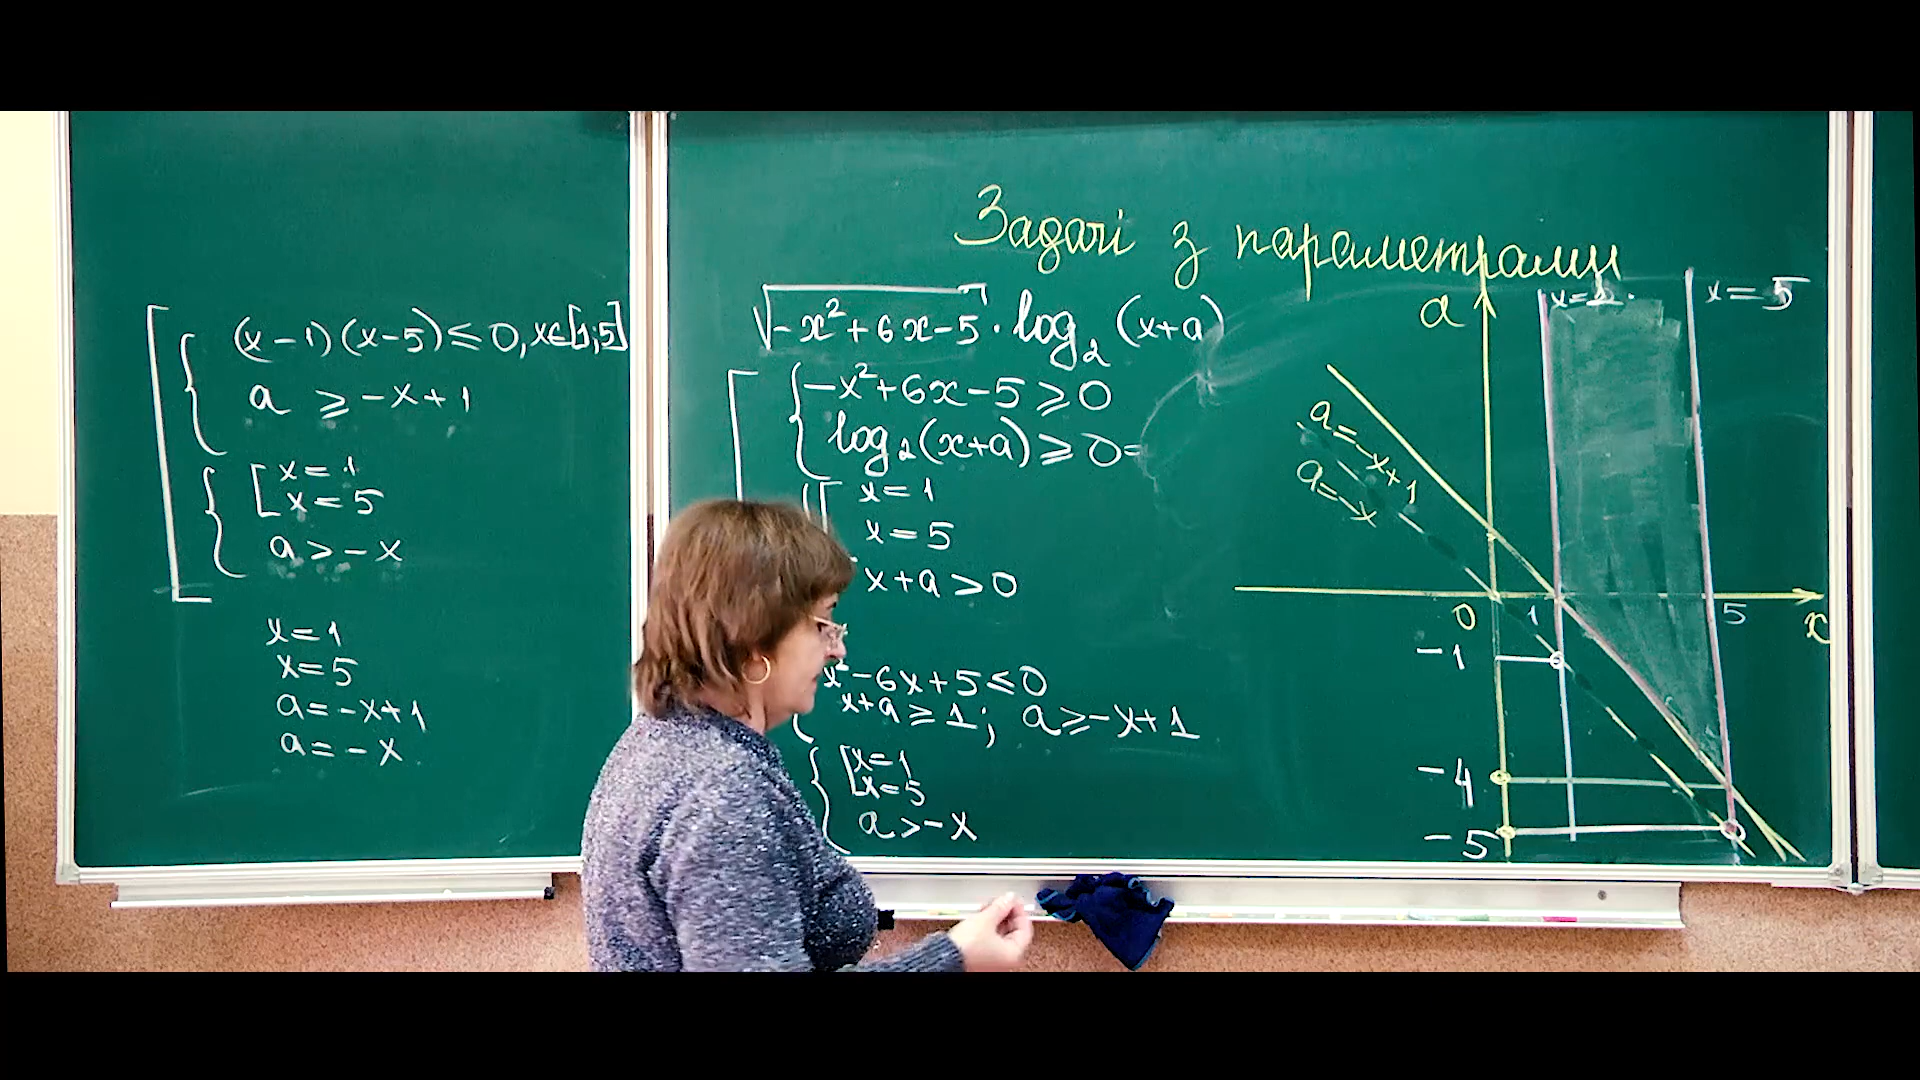 (x-1)(x-5)≤0, x∈[1;5]
a ≥ -x+1
x=1
x=5
a>-x
x=1
x=5
a=-x+1
a=-x
Задачі з параметрами
√-x²+6x-5 · log₂(x+a)
-x²+6x-5≥0
log₂(x+a)≥0
x=1
x=5
x+a>0
x²-6x+5≤0
x+a≥1; a≥-x+1
x=1
x=5
a>-x
a
x=5
a=-x+1
a=-x
0
1
5
x
-1
-4
-5